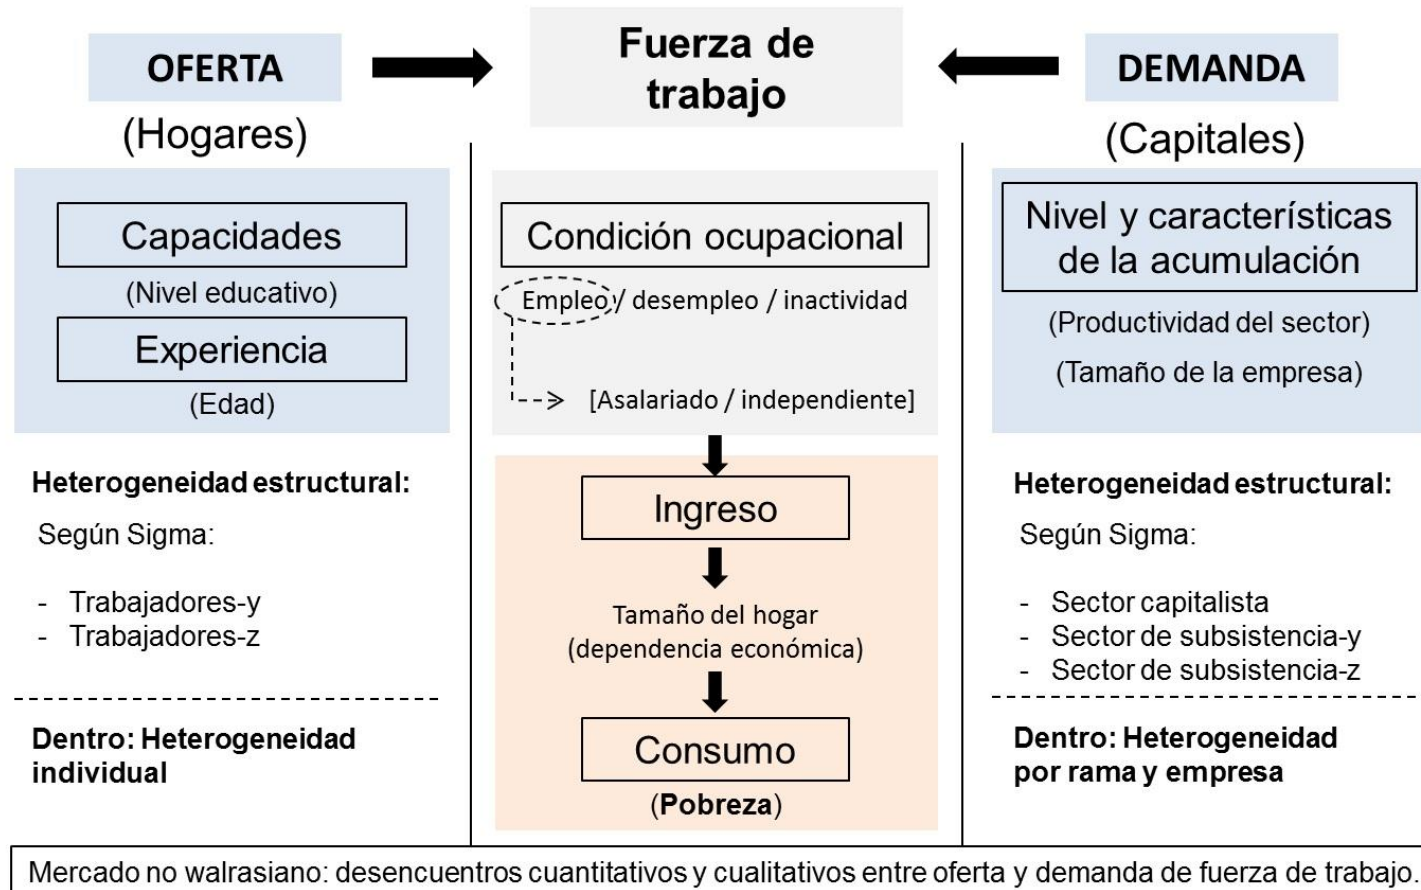 OFERTA
(Hogares)
Capacidades
(Nivel educativo)
Experiencia
(Edad)
Heterogeneidad estructural:
Según Sigma:
- Trabajadores-y
- Trabajadores-z
Dentro: Heterogeneidad
individual
Fuerza de
trabajo
Condición ocupacional
Empleo / desempleo / inactividad
[Asalariado / independiente]
Ingreso
Tamaño del hogar
(dependencia económica)
Consumo
(Pobreza)
DEMANDA
(Capitales)
Nivel y características
de la acumulación
(Productividad del sector)
(Tamaño de la empresa)
Heterogeneidad estructural:
Según Sigma:
- Sector capitalista
- Sector de subsistencia-y
- Sector de subsistencia-z
Dentro: Heterogeneidad
por rama y empresa
Mercado no walrasiano: desencuentros cuantitativos y cualitativos entre oferta y demanda de fuerza de trabajo.